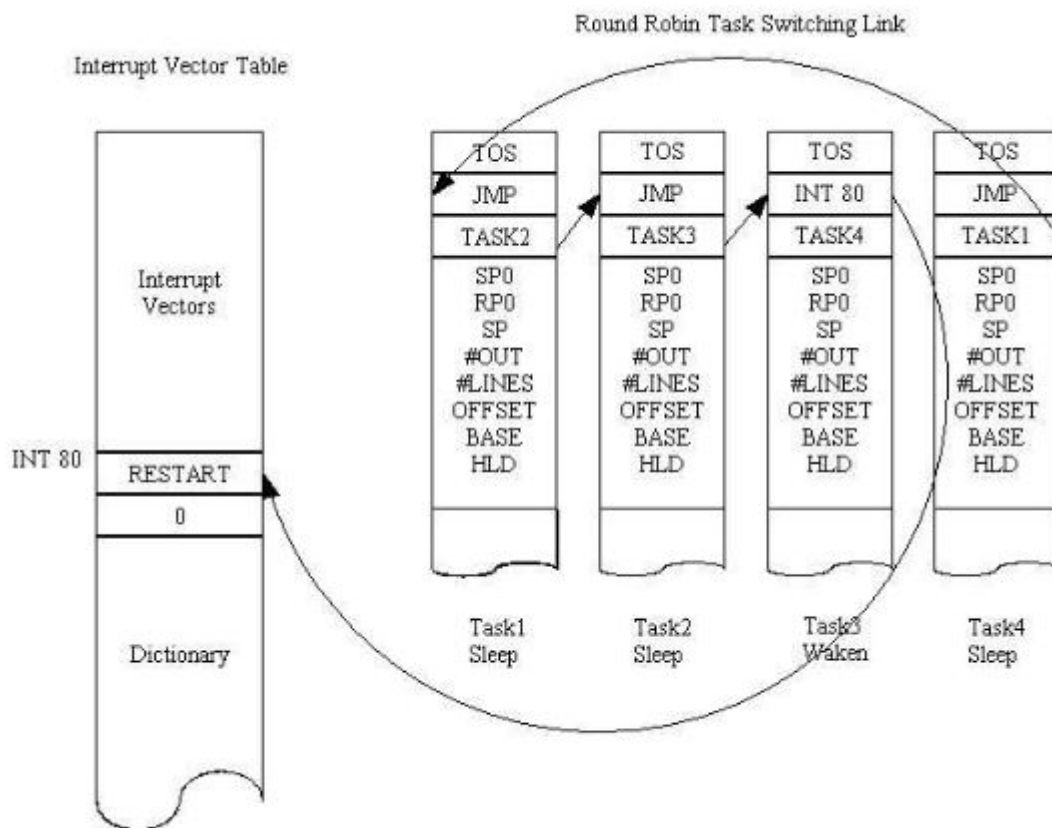 Round Robin Task Switching Link
Interrupt Vector Table
TOS
JMP
TASK2
SP0
RP0
SP
#OUT
#LINES
OFFSET
BASE
HLD
TOS
JMP
TASK3
SP0
RP0
SP
#OUT
#LINES
OFFSET
BASE
HLD
TOS
INT 80
TASK4
SP0
RP0
SP
#OUT
#LINES
OFFSET
BASE
HLD
TOS
JMP
TASK1
SP0
RP0
SP
#OUT
#LINES
OFFSET
BASE
HLD
Interrupt
Vectors
INT 80
RESTART
0
Dictionary
Task1
Sleep
Task2
Sleep
Task3
Waken
Task4
Sleep